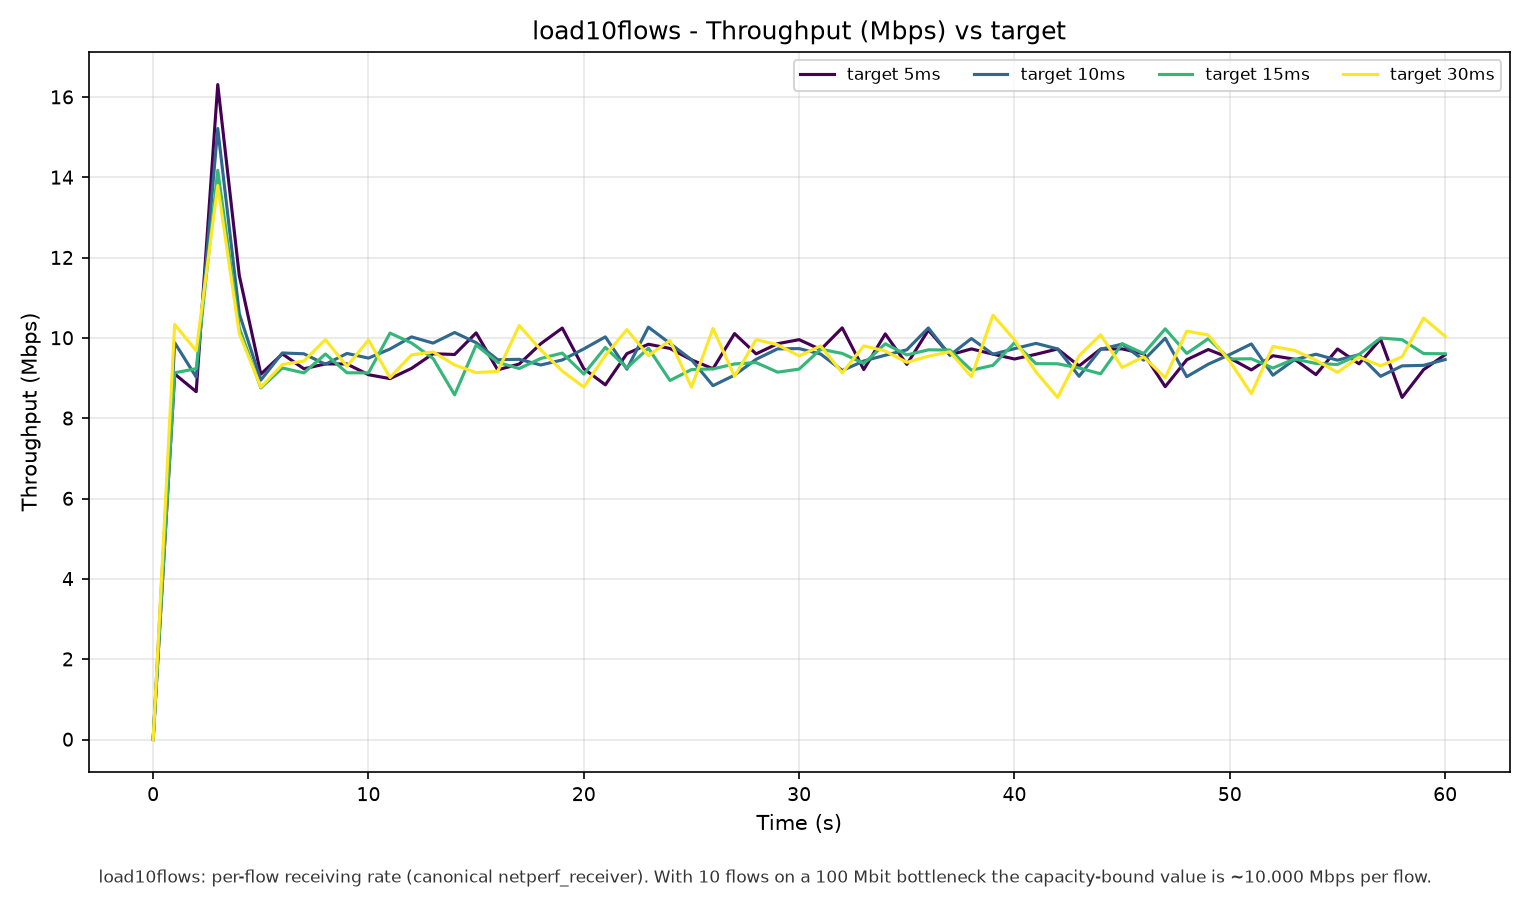 load10flows - Throughput (Mbps) vs target
target 5ms target 10ms target 15ms target 30ms
Throughput (Mbps)
16
14
12
10
8
6
4
2
0
0 10 20 30 40 50 60
Time (s)
load10flows: per-flow receiving rate (canonical netperf_receiver). With 10 flows on a 100 Mbit bottleneck the capacity-bound value is ~10.000 Mbps per flow.